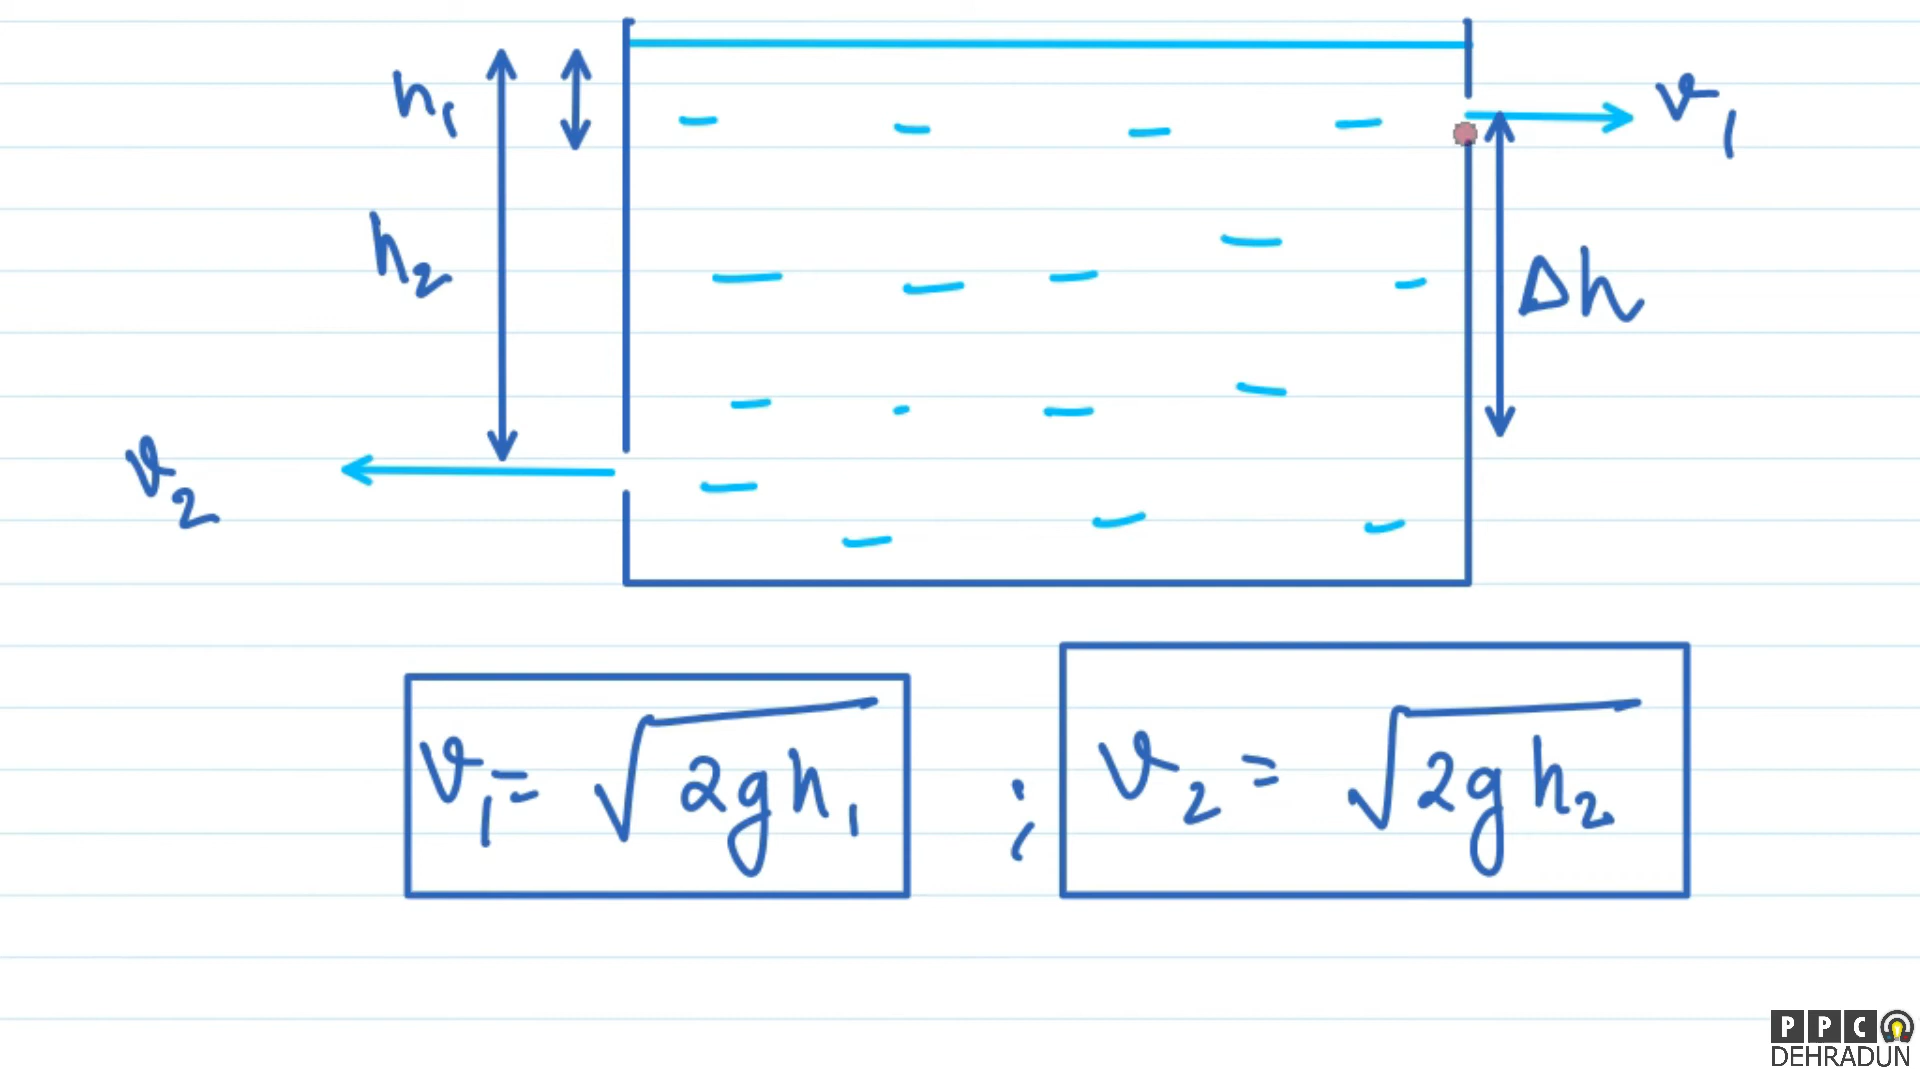 h₁
v₁
h₂
Δh
v₂
v₁ = √2gh₁ ; v₂ = √2gh₂
PPC
DEHRADUN